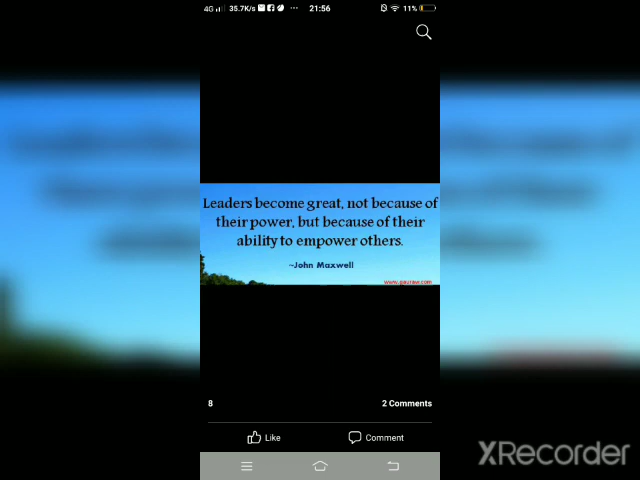 4G 35.7K/s ... 21:56 11%
Leaders become great, not because of
their power, but because of their
ability to empower others.
~John Maxwell
8 2 Comments
Like Comment
XRecorder